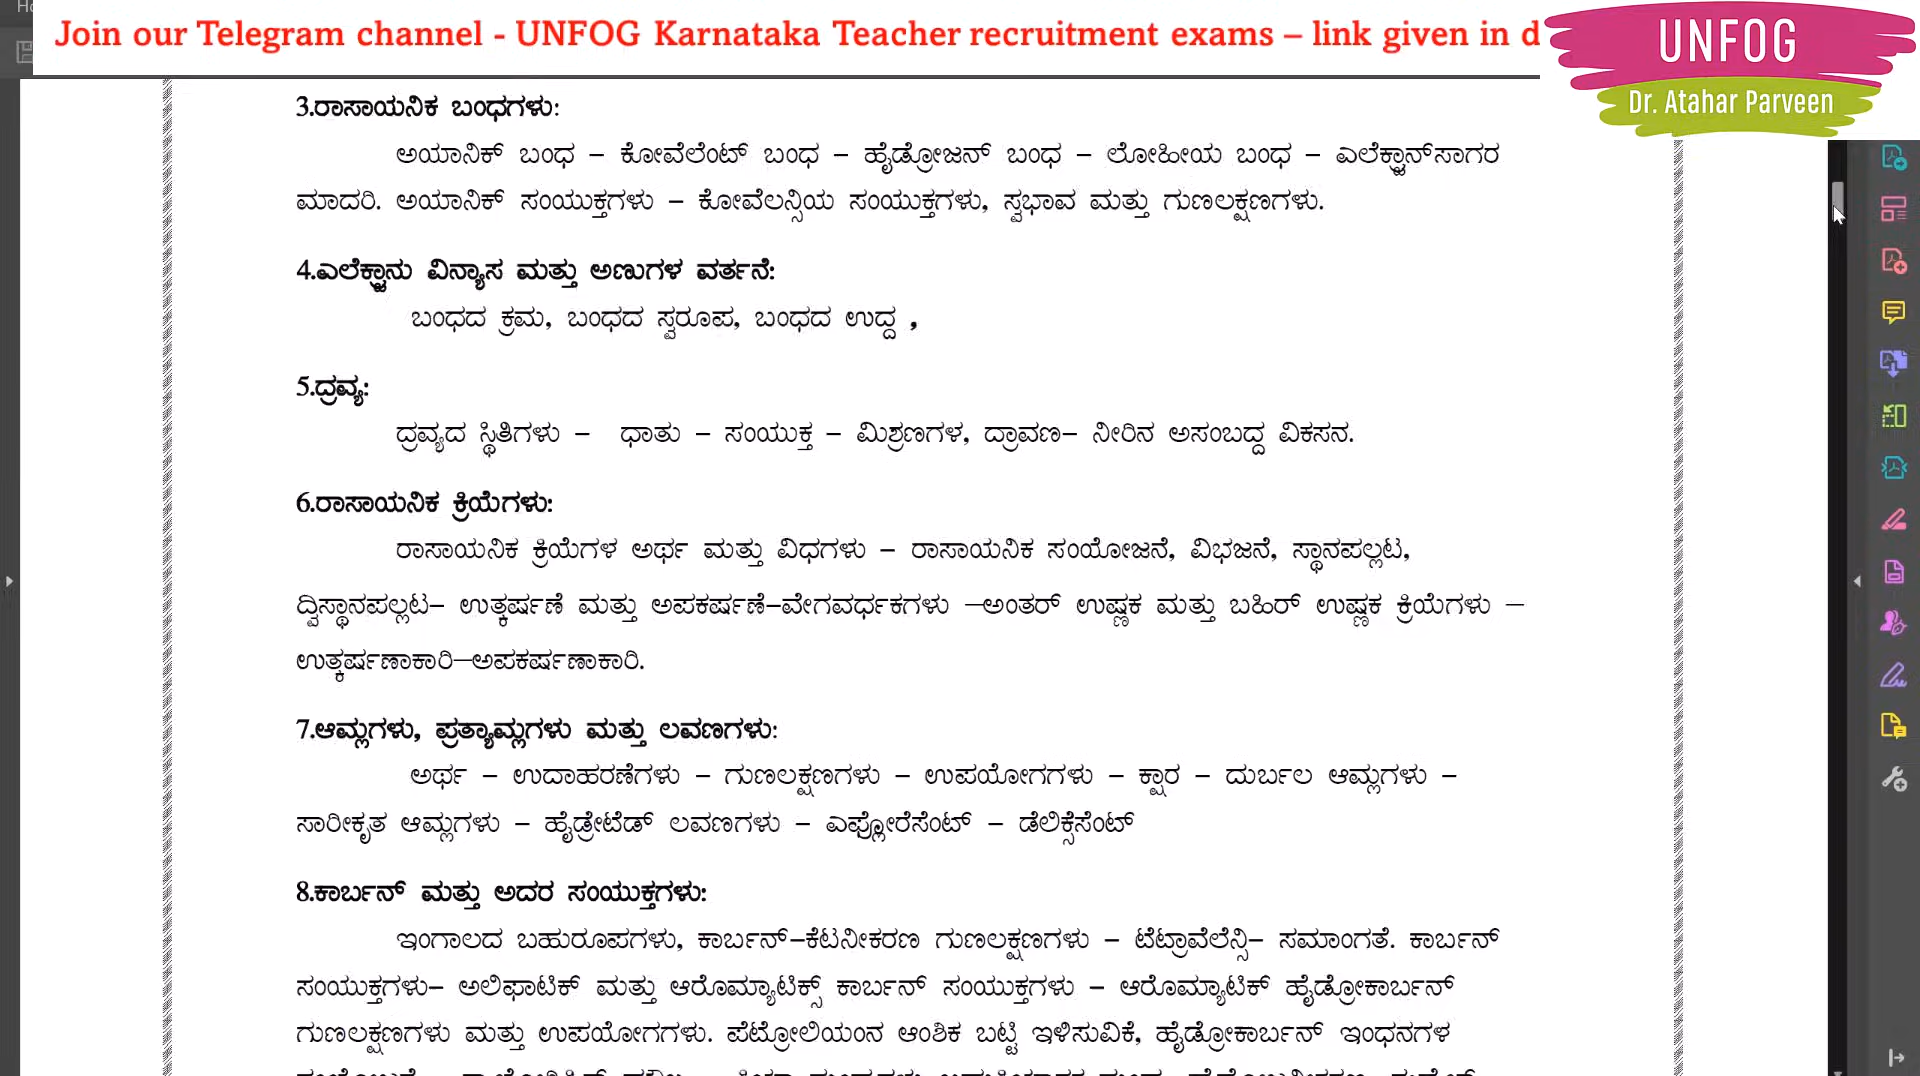 Join our Telegram channel - UNFOG Karnataka Teacher recruitment exams – link given in d
UNFOG
Dr. Atahar Parveen
3.ರಾಸಾಯನಿಕ ಬಂಧಗಳು:
ಅಯಾನಿಕ್ ಬಂಧ – ಕೋವೆಲೆಂಟ್ ಬಂಧ – ಹೈಡ್ರೋಜನ್ ಬಂಧ – ಲೋಹೀಯ ಬಂಧ – ಎಲೆಕ್ಟ್ರಾನ್‌ಸಾಗರ
ಮಾದರಿ. ಅಯಾನಿಕ್ ಸಂಯುಕ್ತಗಳು – ಕೋವೆಲನ್ಸಿಯ ಸಂಯುಕ್ತಗಳು, ಸ್ವಭಾವ ಮತ್ತು ಗುಣಲಕ್ಷಣಗಳು.
4.ಎಲೆಕ್ಟ್ರಾನು ವಿನ್ಯಾಸ ಮತ್ತು ಅಣುಗಳ ವರ್ತನೆ:
ಬಂಧದ ಕ್ರಮ, ಬಂಧದ ಸ್ವರೂಪ, ಬಂಧದ ಉದ್ದ ,
5.ದ್ರವ್ಯ:
ದ್ರವ್ಯದ ಸ್ಥಿತಿಗಳು – ಧಾತು – ಸಂಯುಕ್ತ – ಮಿಶ್ರಣಗಳ, ದ್ರಾವಣ– ನೀರಿನ ಅಸಂಬದ್ದ ವಿಕಸನ.
6.ರಾಸಾಯನಿಕ ಕ್ರಿಯೆಗಳು:
ರಾಸಾಯನಿಕ ಕ್ರಿಯೆಗಳ ಅರ್ಥ ಮತ್ತು ವಿಧಗಳು – ರಾಸಾಯನಿಕ ಸಂಯೋಜನೆ, ವಿಭಜನೆ, ಸ್ಥಾನಪಲ್ಲಟ,
ದ್ವಿಸ್ಥಾನಪಲ್ಲಟ– ಉತ್ಕರ್ಷಣೆ ಮತ್ತು ಅಪಕರ್ಷಣೆ–ವೇಗವರ್ಧಕಗಳು –ಅಂತರ್ ಉಷ್ಣಕ ಮತ್ತು ಬಹಿರ್ ಉಷ್ಣಕ ಕ್ರಿಯೆಗಳು –
ಉತ್ಕರ್ಷಣಾಕಾರಿ–ಅಪಕರ್ಷಣಾಕಾರಿ.
7.ಆಮ್ಲಗಳು, ಪ್ರತ್ಯಾಮ್ಲಗಳು ಮತ್ತು ಲವಣಗಳು:
ಅರ್ಥ – ಉದಾಹರಣೆಗಳು – ಗುಣಲಕ್ಷಣಗಳು – ಉಪಯೋಗಗಳು – ಕ್ಷಾರ – ದುರ್ಬಲ ಆಮ್ಲಗಳು –
ಸಾರೀಕೃತ ಆಮ್ಲಗಳು – ಹೈಡ್ರೇಟೆಡ್ ಲವಣಗಳು – ಎಫ್ಲೋರೆಸೆಂಟ್ – ಡೆಲಿಕ್ಸೆಸೆಂಟ್
8.ಕಾರ್ಬನ್ ಮತ್ತು ಅದರ ಸಂಯುಕ್ತಗಳು:
ಇಂಗಾಲದ ಬಹುರೂಪಗಳು, ಕಾರ್ಬನ್–ಕೆಟನೀಕರಣ ಗುಣಲಕ್ಷಣಗಳು – ಟೆಟ್ರಾವೆಲೆನ್ಸಿ– ಸಮಾಂಗತೆ. ಕಾರ್ಬನ್
ಸಂಯುಕ್ತಗಳು– ಅಲಿಫಾಟಿಕ್ ಮತ್ತು ಆರೊಮ್ಯಾಟಿಕ್ಸ್ ಕಾರ್ಬನ್ ಸಂಯುಕ್ತಗಳು – ಆರೊಮ್ಯಾಟಿಕ್ ಹೈಡ್ರೋಕಾರ್ಬನ್
ಗುಣಲಕ್ಷಣಗಳು ಮತ್ತು ಉಪಯೋಗಗಳು. ಪೆಟ್ರೋಲಿಯಂನ ಆಂಶಿಕ ಬಟ್ಟಿ ಇಳಿಸುವಿಕೆ, ಹೈಡ್ರೋಕಾರ್ಬನ್ ಇಂಧನಗಳ